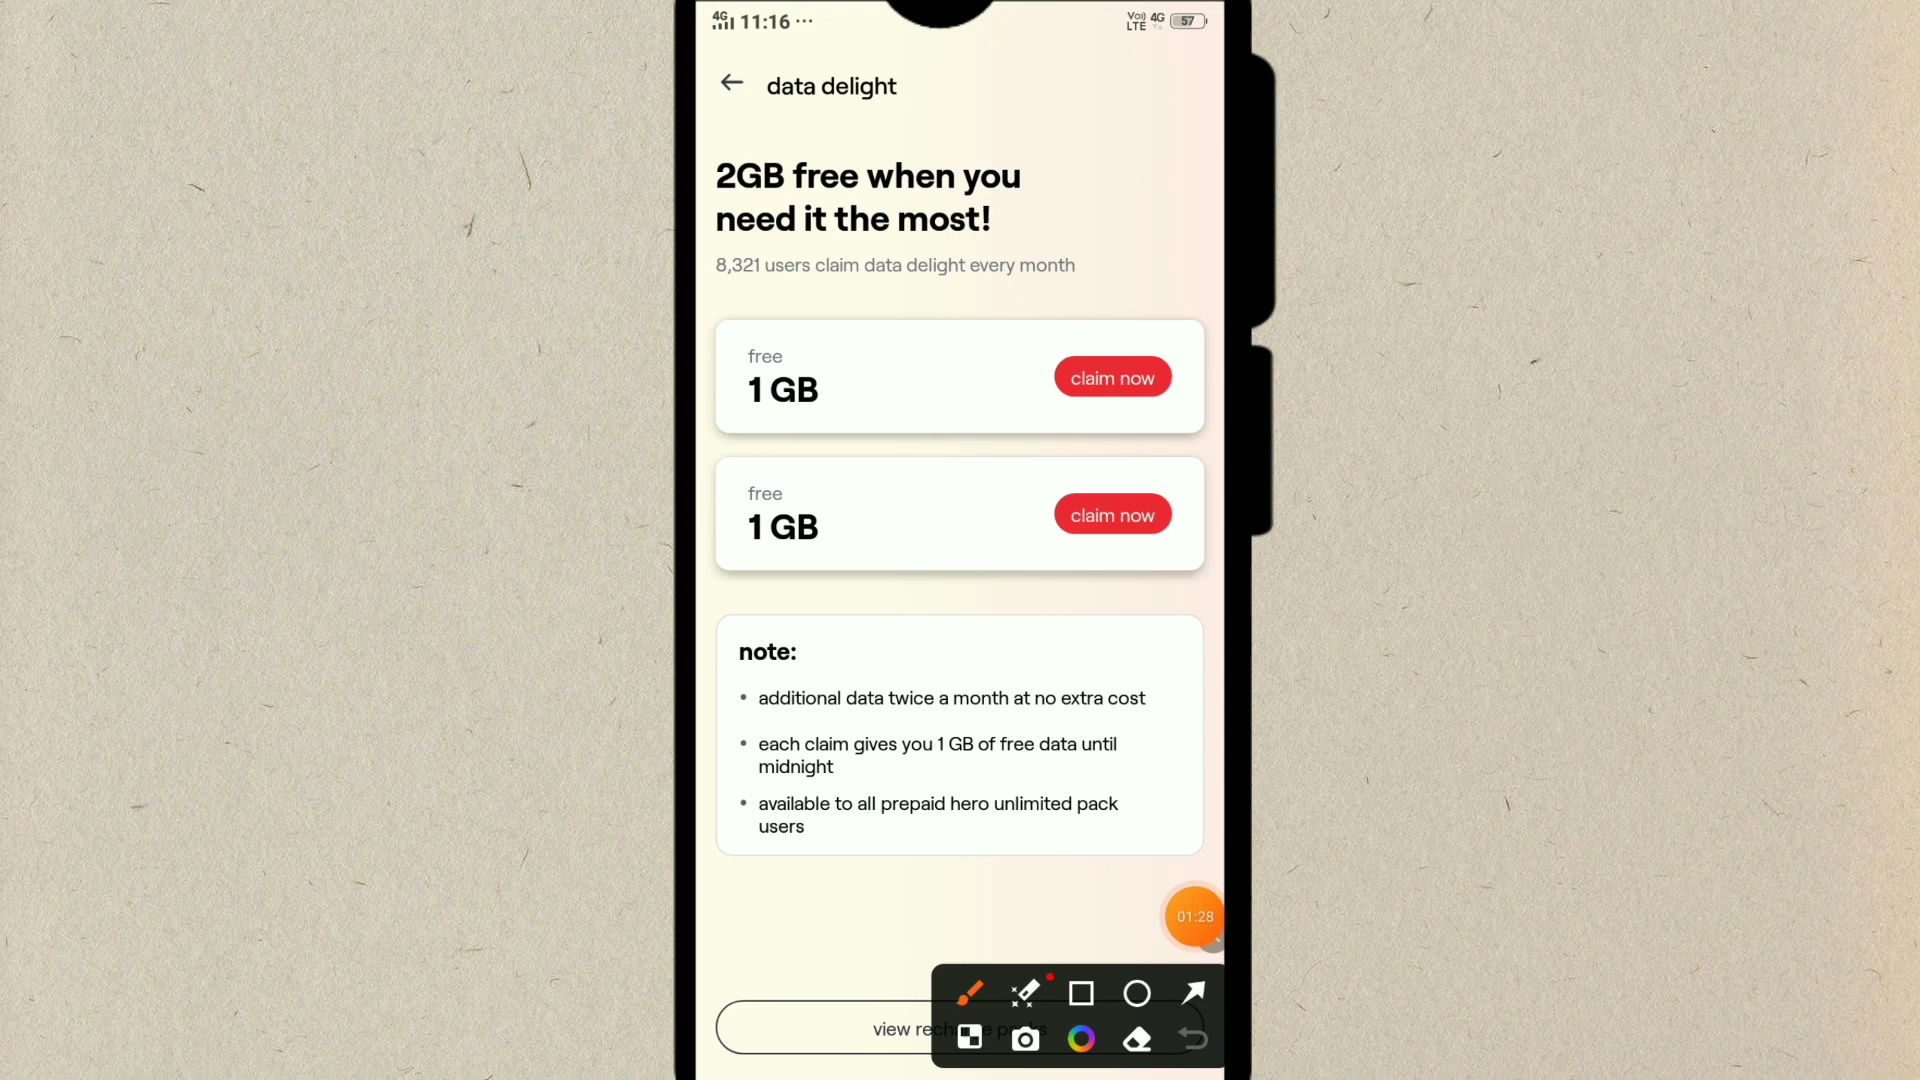 4G 11:16 ...
Vo)) LTE 4G 57
data delight
2GB free when you
need it the most!
8,321 users claim data delight every month
free
1 GB
claim now
free
1 GB
claim now
note:
• additional data twice a month at no extra cost
• each claim gives you 1 GB of free data until
midnight
• available to all prepaid hero unlimited pack
users
01:28
view recharge packs